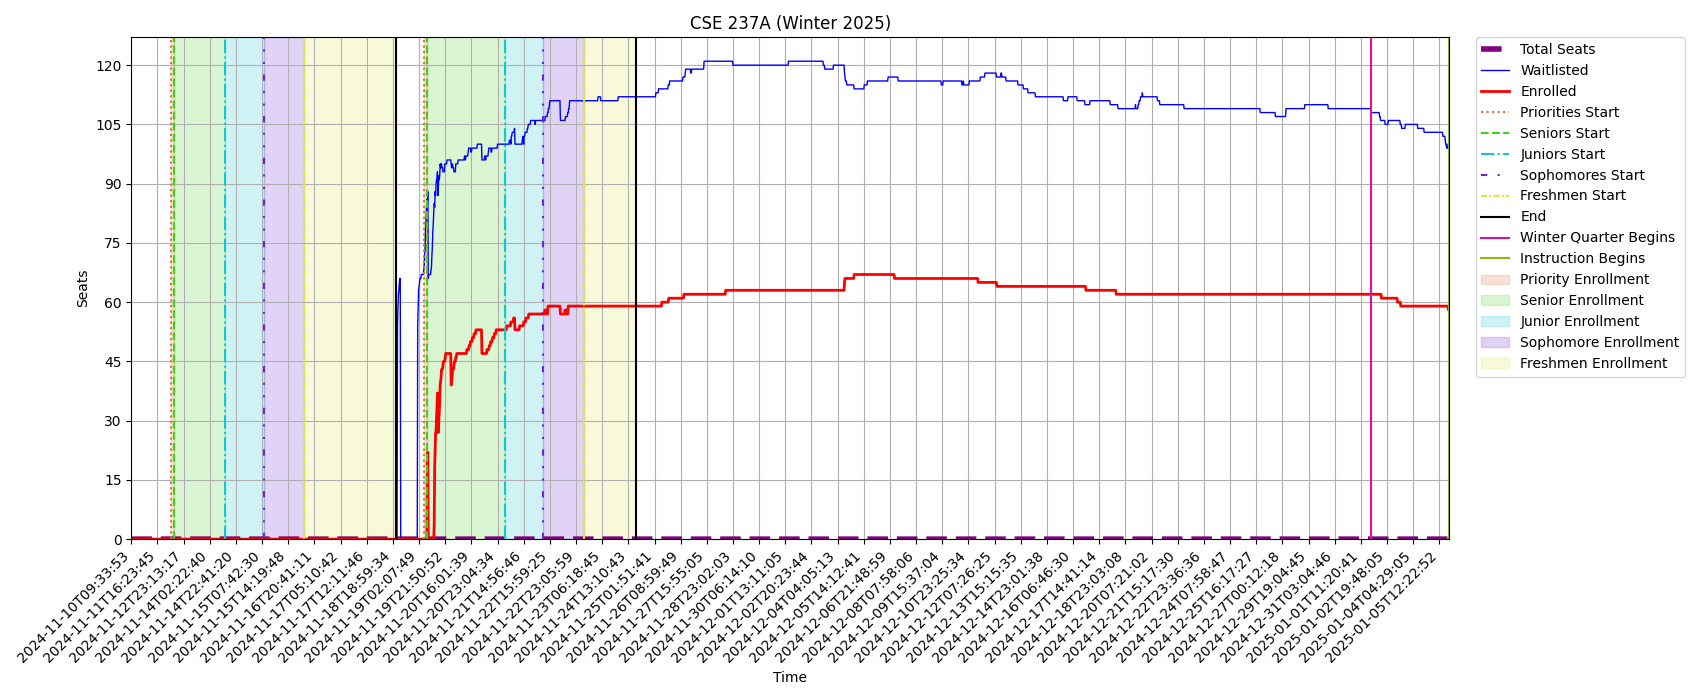 CSE 237A (Winter 2025)
Seats
120
105
90
75
60
45
30
15
0
2024-11-10T09:33:53
2024-11-11T16:23:45
2024-11-12T23:13:17
2024-11-14T02:22:40
2024-11-14T22:41:20
2024-11-15T07:42:30
2024-11-15T14:19:48
2024-11-16T20:41:11
2024-11-17T05:10:42
2024-11-17T12:11:46
2024-11-18T18:59:34
2024-11-19T02:07:49
2024-11-19T21:50:52
2024-11-20T16:01:39
2024-11-20T23:04:34
2024-11-21T14:56:46
2024-11-22T15:59:25
2024-11-22T23:05:59
2024-11-23T06:18:45
2024-11-24T13:10:43
2024-11-25T01:51:41
2024-11-26T08:59:49
2024-11-27T15:55:05
2024-11-28T23:02:03
2024-11-30T06:14:10
2024-12-01T13:11:05
2024-12-02T20:23:44
2024-12-04T04:05:13
2024-12-05T14:12:41
2024-12-06T21:48:59
2024-12-08T07:58:06
2024-12-09T15:37:04
2024-12-10T23:25:34
2024-12-12T07:26:25
2024-12-13T15:15:35
2024-12-14T23:01:38
2024-12-16T06:46:30
2024-12-17T14:41:14
2024-12-18T23:03:08
2024-12-20T07:21:02
2024-12-21T15:17:30
2024-12-22T23:36:36
2024-12-24T07:58:47
2024-12-25T16:17:27
2024-12-27T00:12:18
2024-12-29T19:04:45
2024-12-31T03:04:46
2025-01-01T11:20:41
2025-01-02T19:48:05
2025-01-04T04:29:05
2025-01-05T12:22:52
Time
Total Seats
Waitlisted
Enrolled
Priorities Start
Seniors Start
Juniors Start
Sophomores Start
Freshmen Start
End
Winter Quarter Begins
Instruction Begins
Priority Enrollment
Senior Enrollment
Junior Enrollment
Sophomore Enrollment
Freshmen Enrollment